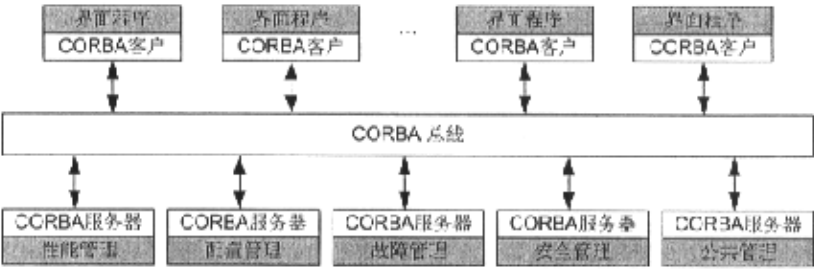 界面程序 界面程序 … 界面程序 界面程序
CORBA客户 CORBA客户 CORBA客户 CORBA客户
CORBA 总线
CORBA服务器 CORBA服务器 CORBA服务器 CORBA服务器 CORBA服务器
性能管理 配置管理 故障管理 安全管理 公共管理